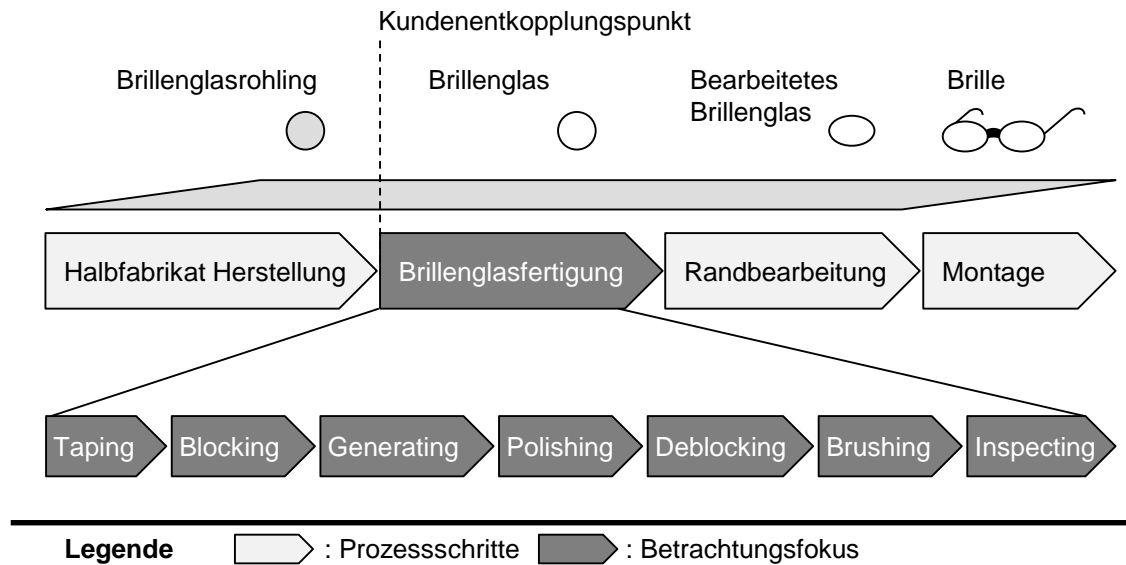 Kundenentkopplungspunkt
Brillenglasrohling
Brillenglas
Bearbeitetes
Brillenglas
Brille
Halbfabrikat Herstellung
Brillenglasfertigung
Randbearbeitung
Montage
Taping
Blocking
Generating
Polishing
Deblocking
Brushing
Inspecting
Legende : Prozessschritte : Betrachtungsfokus